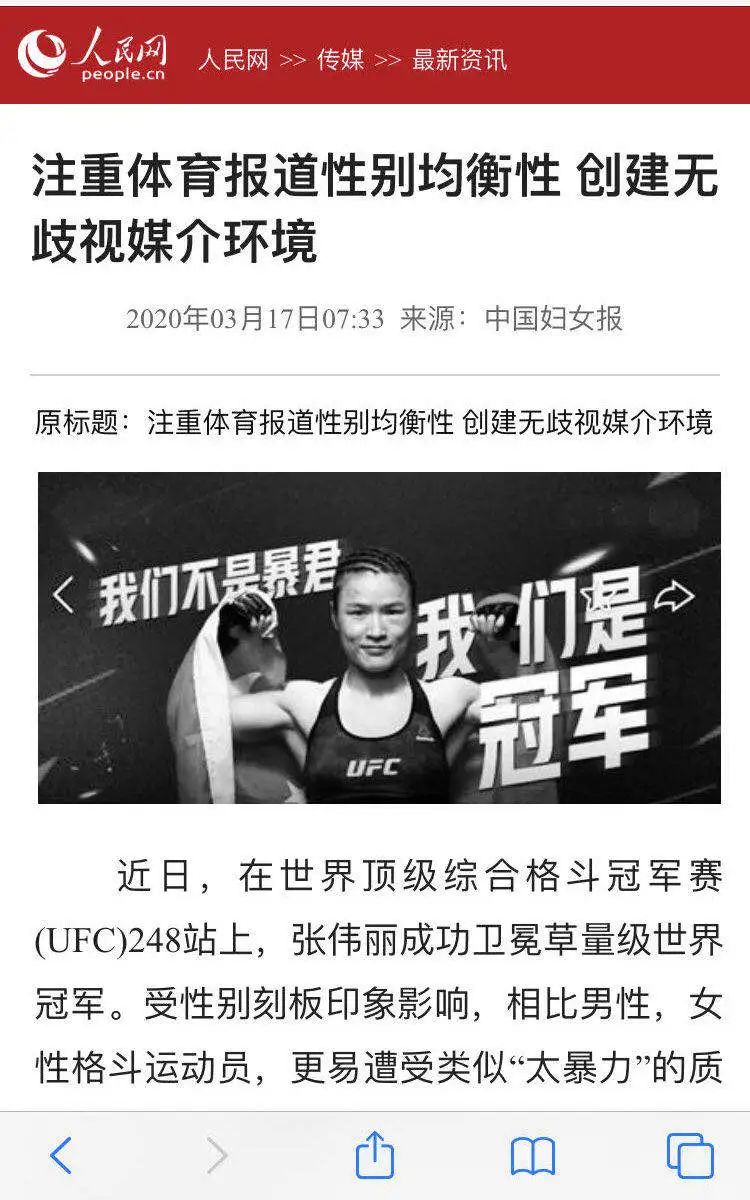 人民网
people.cn
人民网 >> 传媒 >> 最新资讯
注重体育报道性别均衡性 创建无
歧视媒介环境
2020年03月17日07:33 来源：中国妇女报
原标题：注重体育报道性别均衡性 创建无歧视媒介环境
我们不是暴君
我们是
冠军
UFC
近日，在世界顶级综合格斗冠军赛
(UFC)248站上，张伟丽成功卫冕草量级世界
冠军。受性别刻板印象影响，相比男性，女
性格斗运动员，更易遭受类似“太暴力”的质